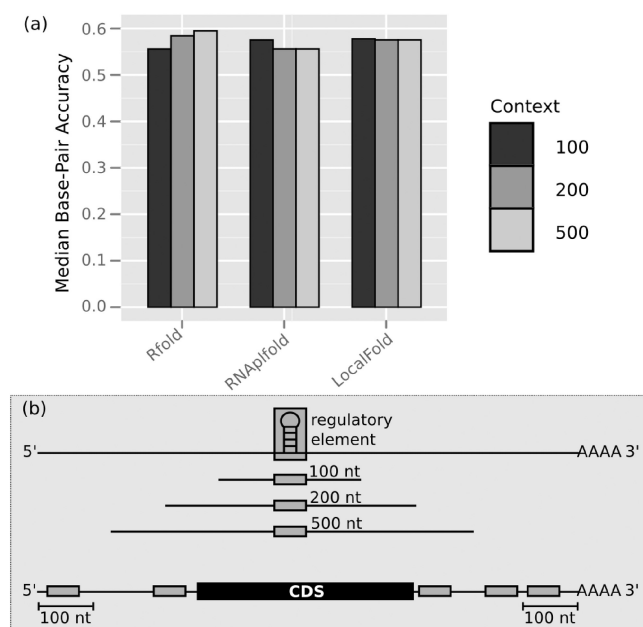 (a)
Median Base-Pair Accuracy
0.6
0.5
0.4
0.3
0.2
0.1
0.0
Rfold
RNAplfold
LocalFold
Context
100
200
500
(b)
regulatory
element
5'
AAAA 3'
100 nt
200 nt
500 nt
5'
CDS
AAAA 3'
100 nt
100 nt